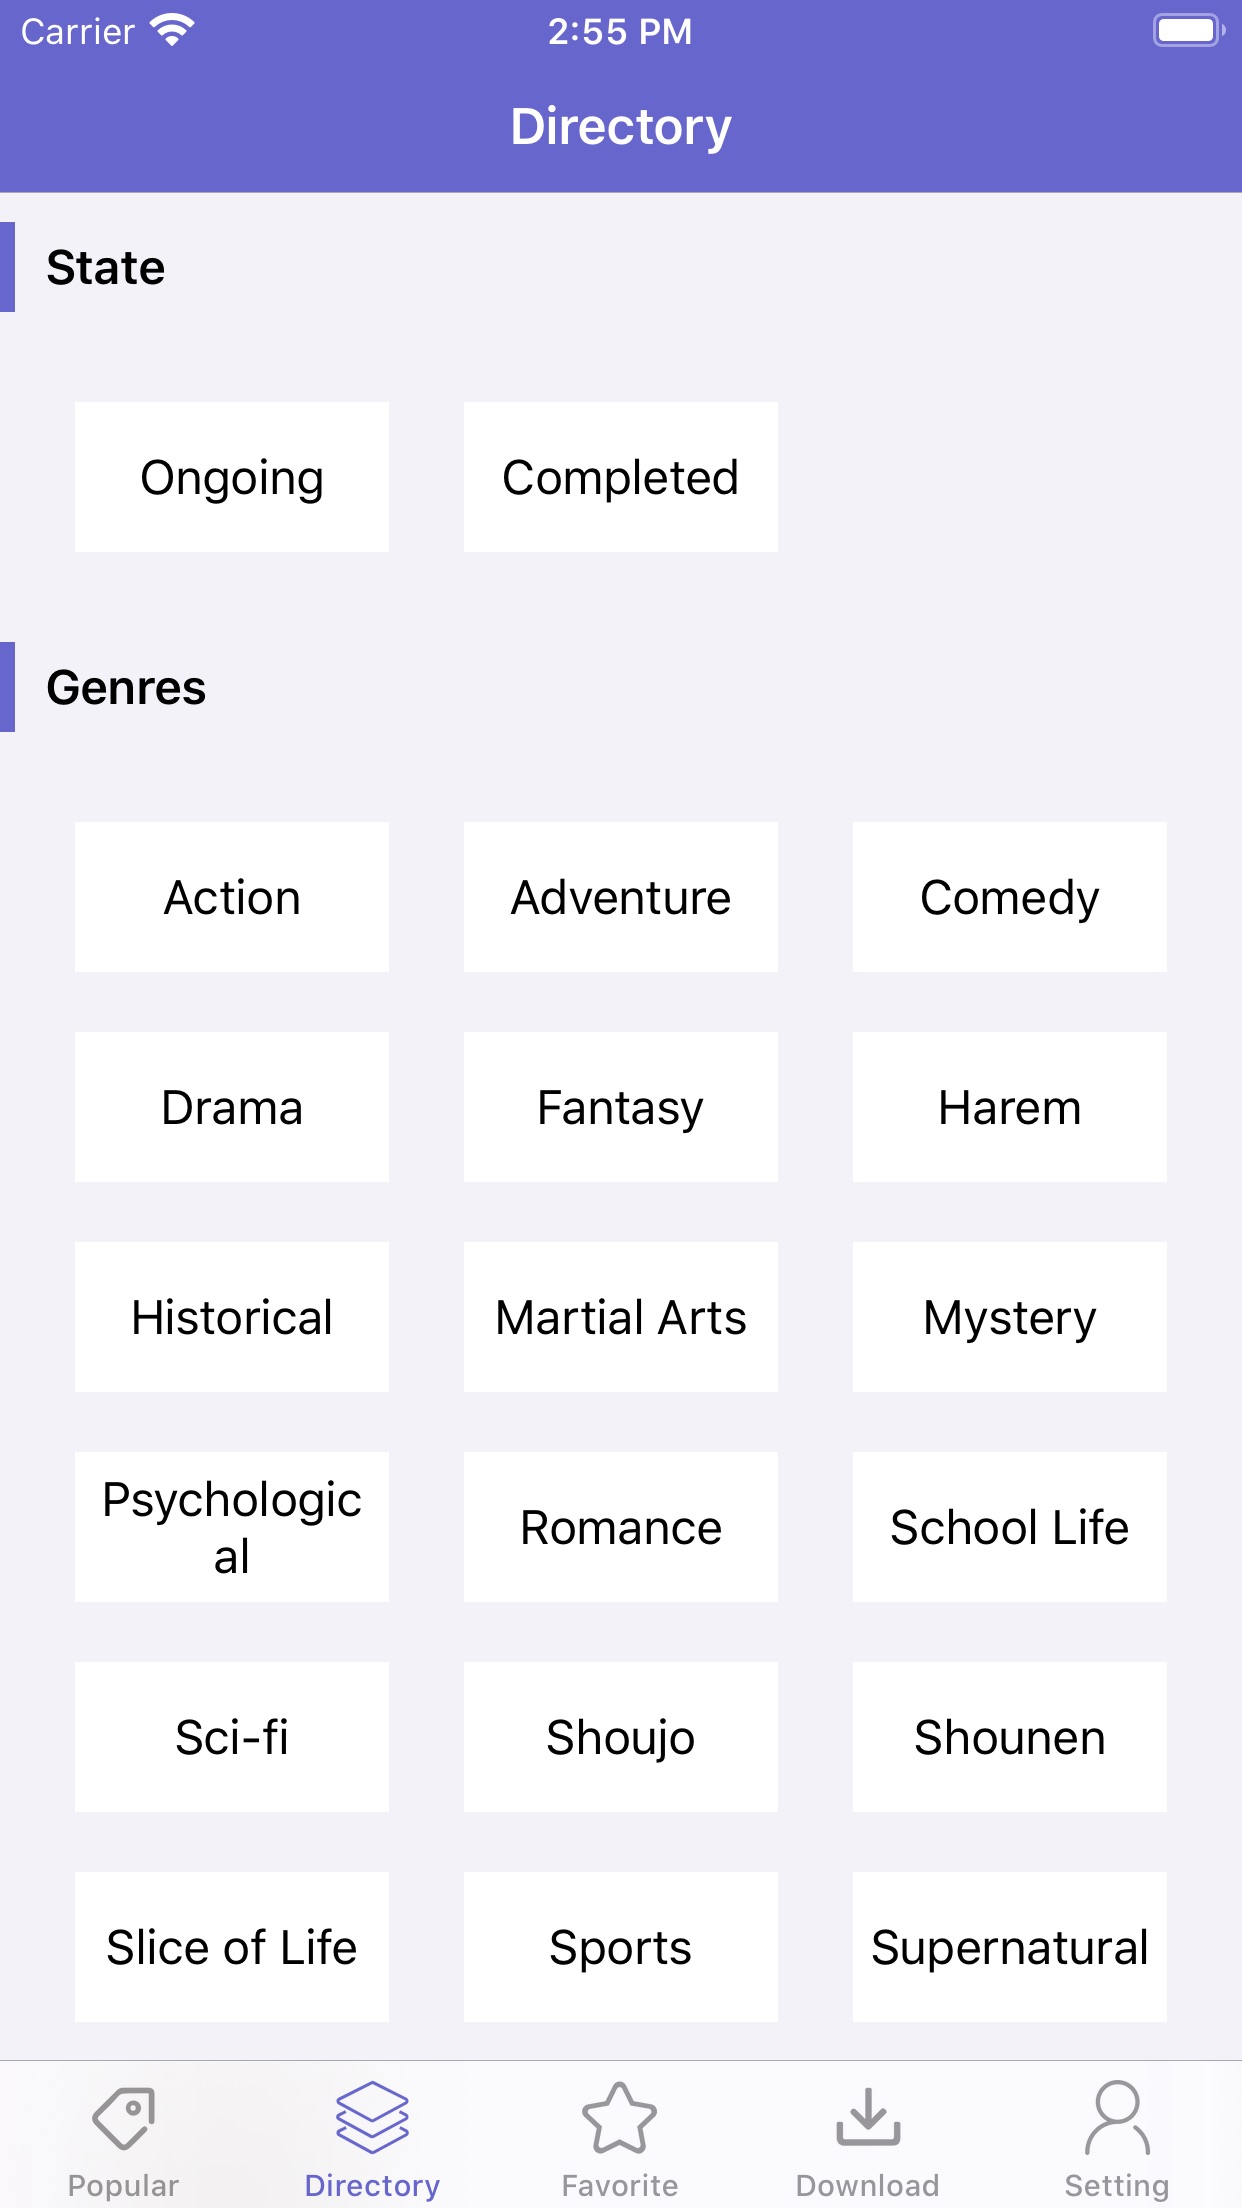 Carrier 2:55 PM
Directory
State
Ongoing Completed
Genres
Action Adventure Comedy
Drama Fantasy Harem
Historical Martial Arts Mystery
Psychologic
al
Romance School Life
Sci-fi Shoujo Shounen
Slice of Life Sports Supernatural
Popular Directory Favorite Download Setting